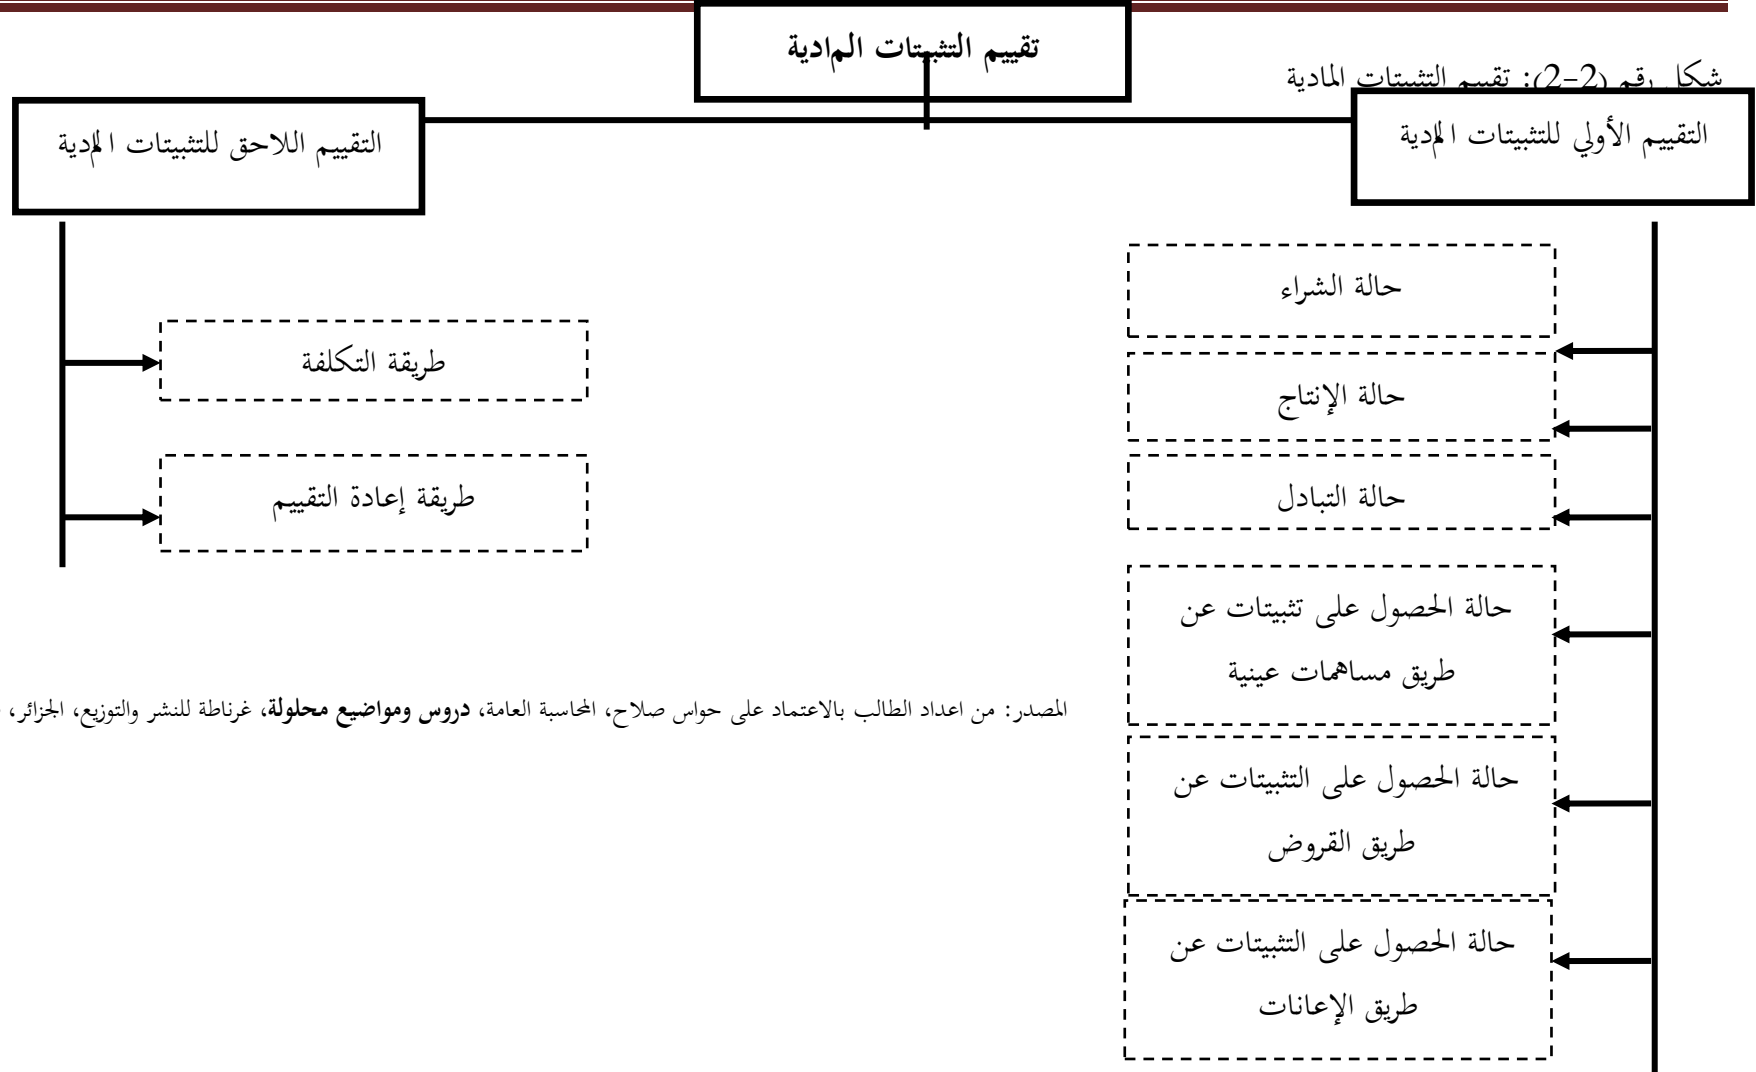 تقييم التثبيتات المادية
شكل رقم (2-2): تقييم التثبيتات المادية
التقييم الأولي للتثبيتات المادية
التقييم اللاحق للتثبيتات المادية
حالة الشراء
حالة الإنتاج
حالة التبادل
حالة الحصول على تثبيتات عن
طريق مساهمات عينية
حالة الحصول على التثبيتات عن
طريق القروض
حالة الحصول على التثبيتات عن
طريق الإعانات
طريقة التكلفة
طريقة إعادة التقييم
المصدر: من اعداد الطالب بالاعتماد على حواس صلاح، المحاسبة العامة، دروس ومواضيع محلولة، غرناطة للنشر والتوزيع، الجزائر،